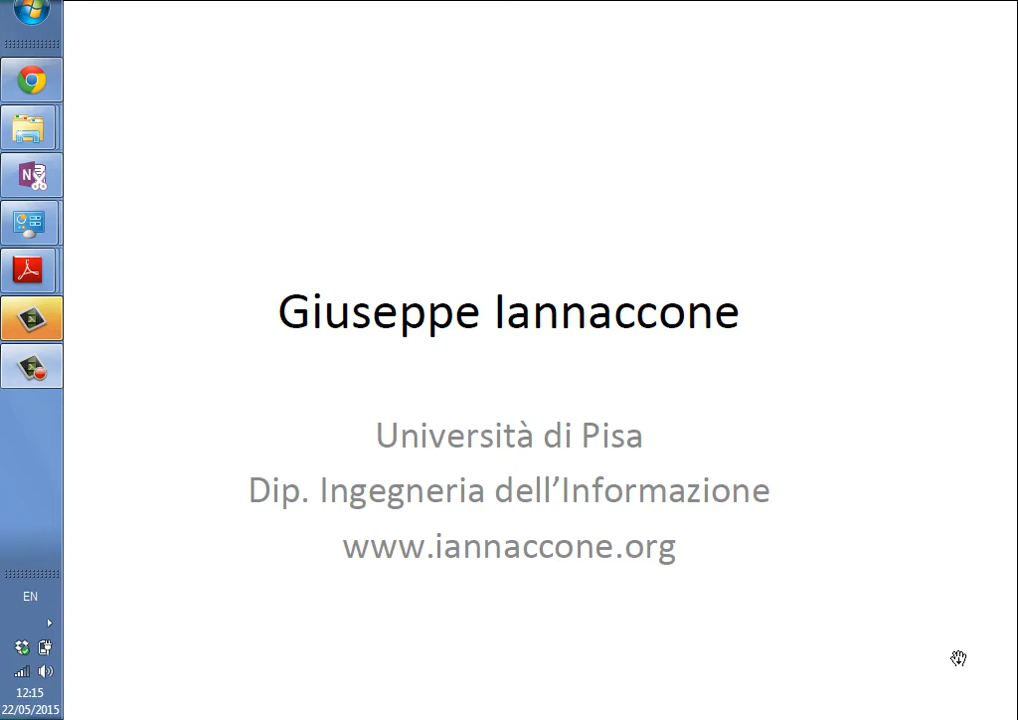 Giuseppe Iannaccone
Università di Pisa
Dip. Ingegneria dell’Informazione
www.iannaccone.org
EN
12:15
22/05/2015